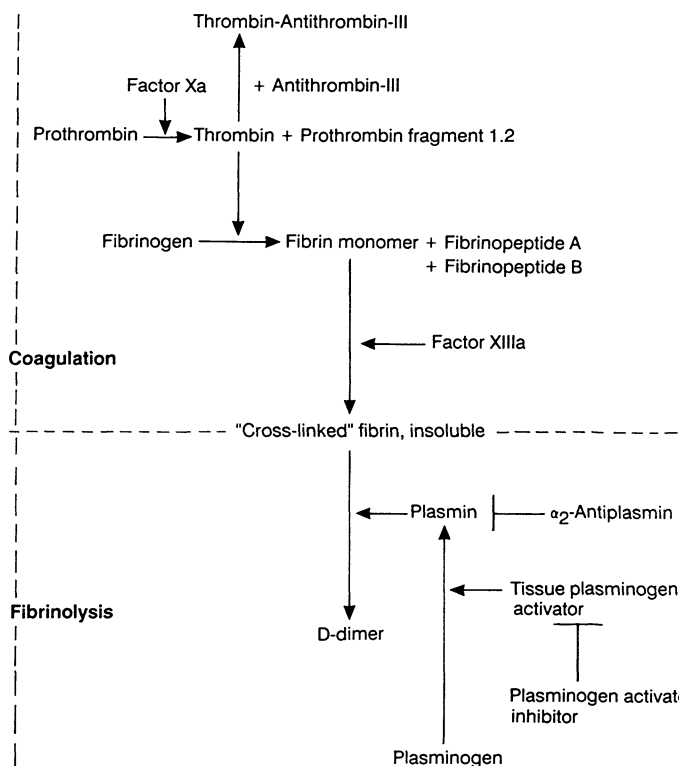 Thrombin-Antithrombin-III
Factor Xa
+ Antithrombin-III
Prothrombin
Thrombin + Prothrombin fragment 1.2
Fibrinogen
Fibrin monomer + Fibrinopeptide A
+ Fibrinopeptide B
Factor XIIIa
Coagulation
"Cross-linked" fibrin, insoluble
Plasmin
α2-Antiplasmin
Tissue plasminogen
activator
Fibrinolysis
D-dimer
Plasminogen activat
inhibitor
Plasminogen